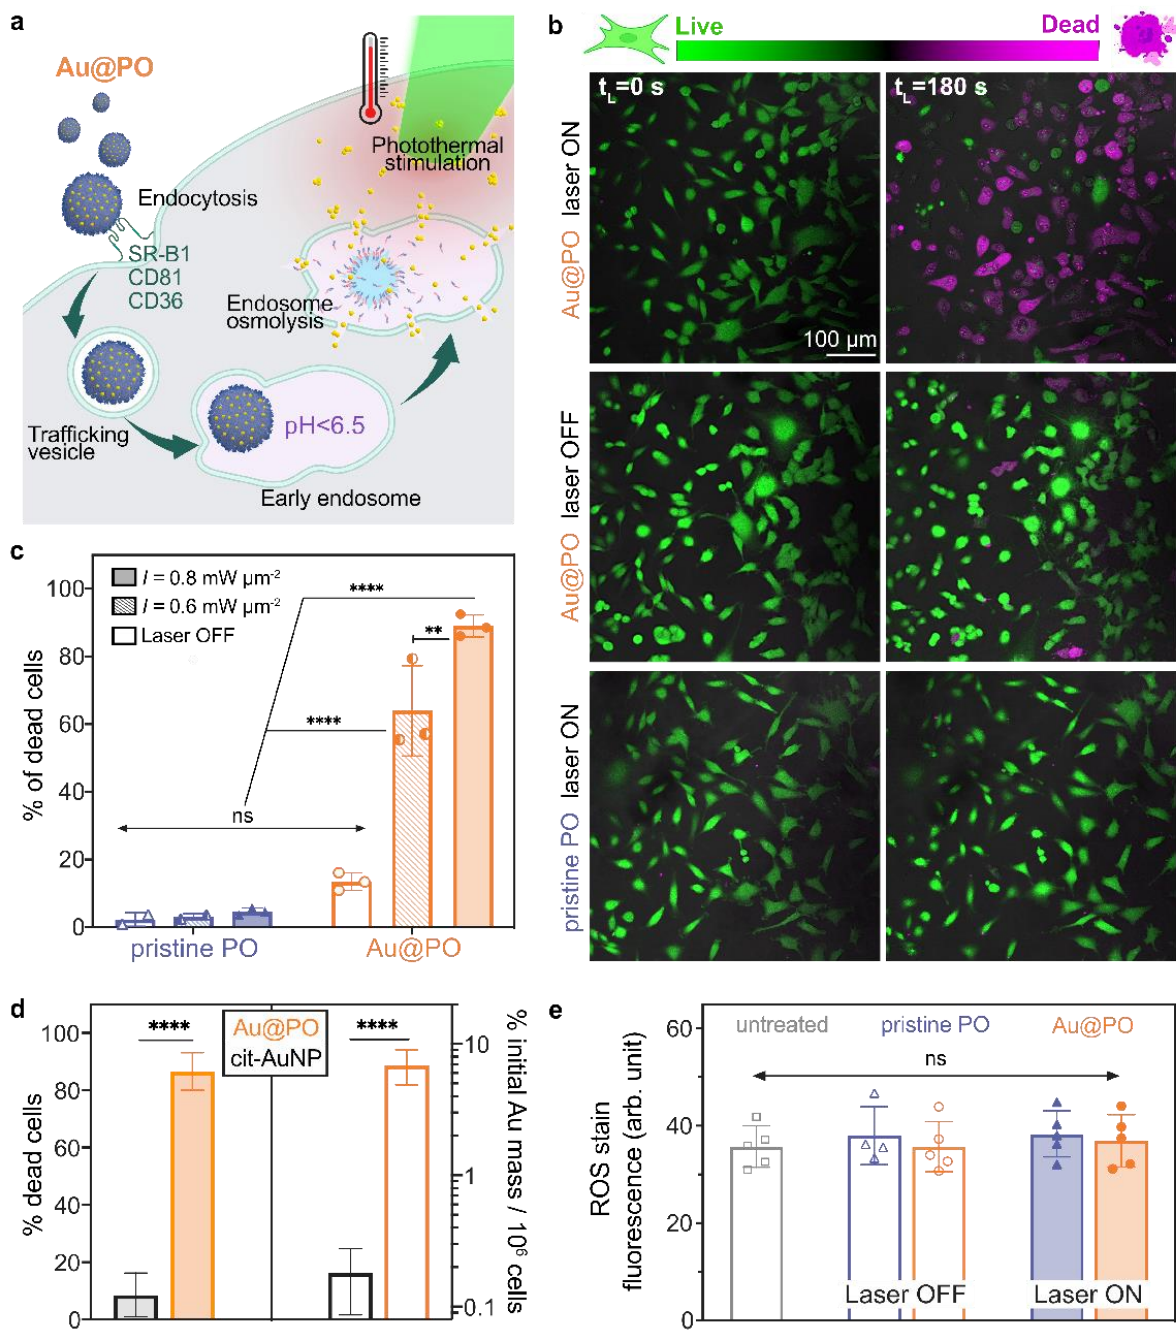 a
Au@PO
Photothermal
stimulation
Endocytosis
SR-B1
CD81
CD36
Endosome
osmolysis
Trafficking
vesicle
pH<6.5
Early endosome
b
Live
Dead
t_L=0 s
t_L=180 s
Au@PO laser ON
100 µm
Au@PO laser OFF
pristine PO laser ON
c
I = 0.8 mW µm⁻²
I = 0.6 mW µm⁻²
Laser OFF
****
**
****
ns
100
80
60
40
20
0
% of dead cells
pristine PO
Au@PO
d
****
Au@PO
cit-AuNP
****
100
80
60
40
20
0
% dead cells
10
1
0.1
% initial Au mass / 10⁶ cells
e
untreated
pristine PO
Au@PO
ns
60
40
20
0
ROS stain
fluorescence (arb. unit)
Laser OFF
Laser ON